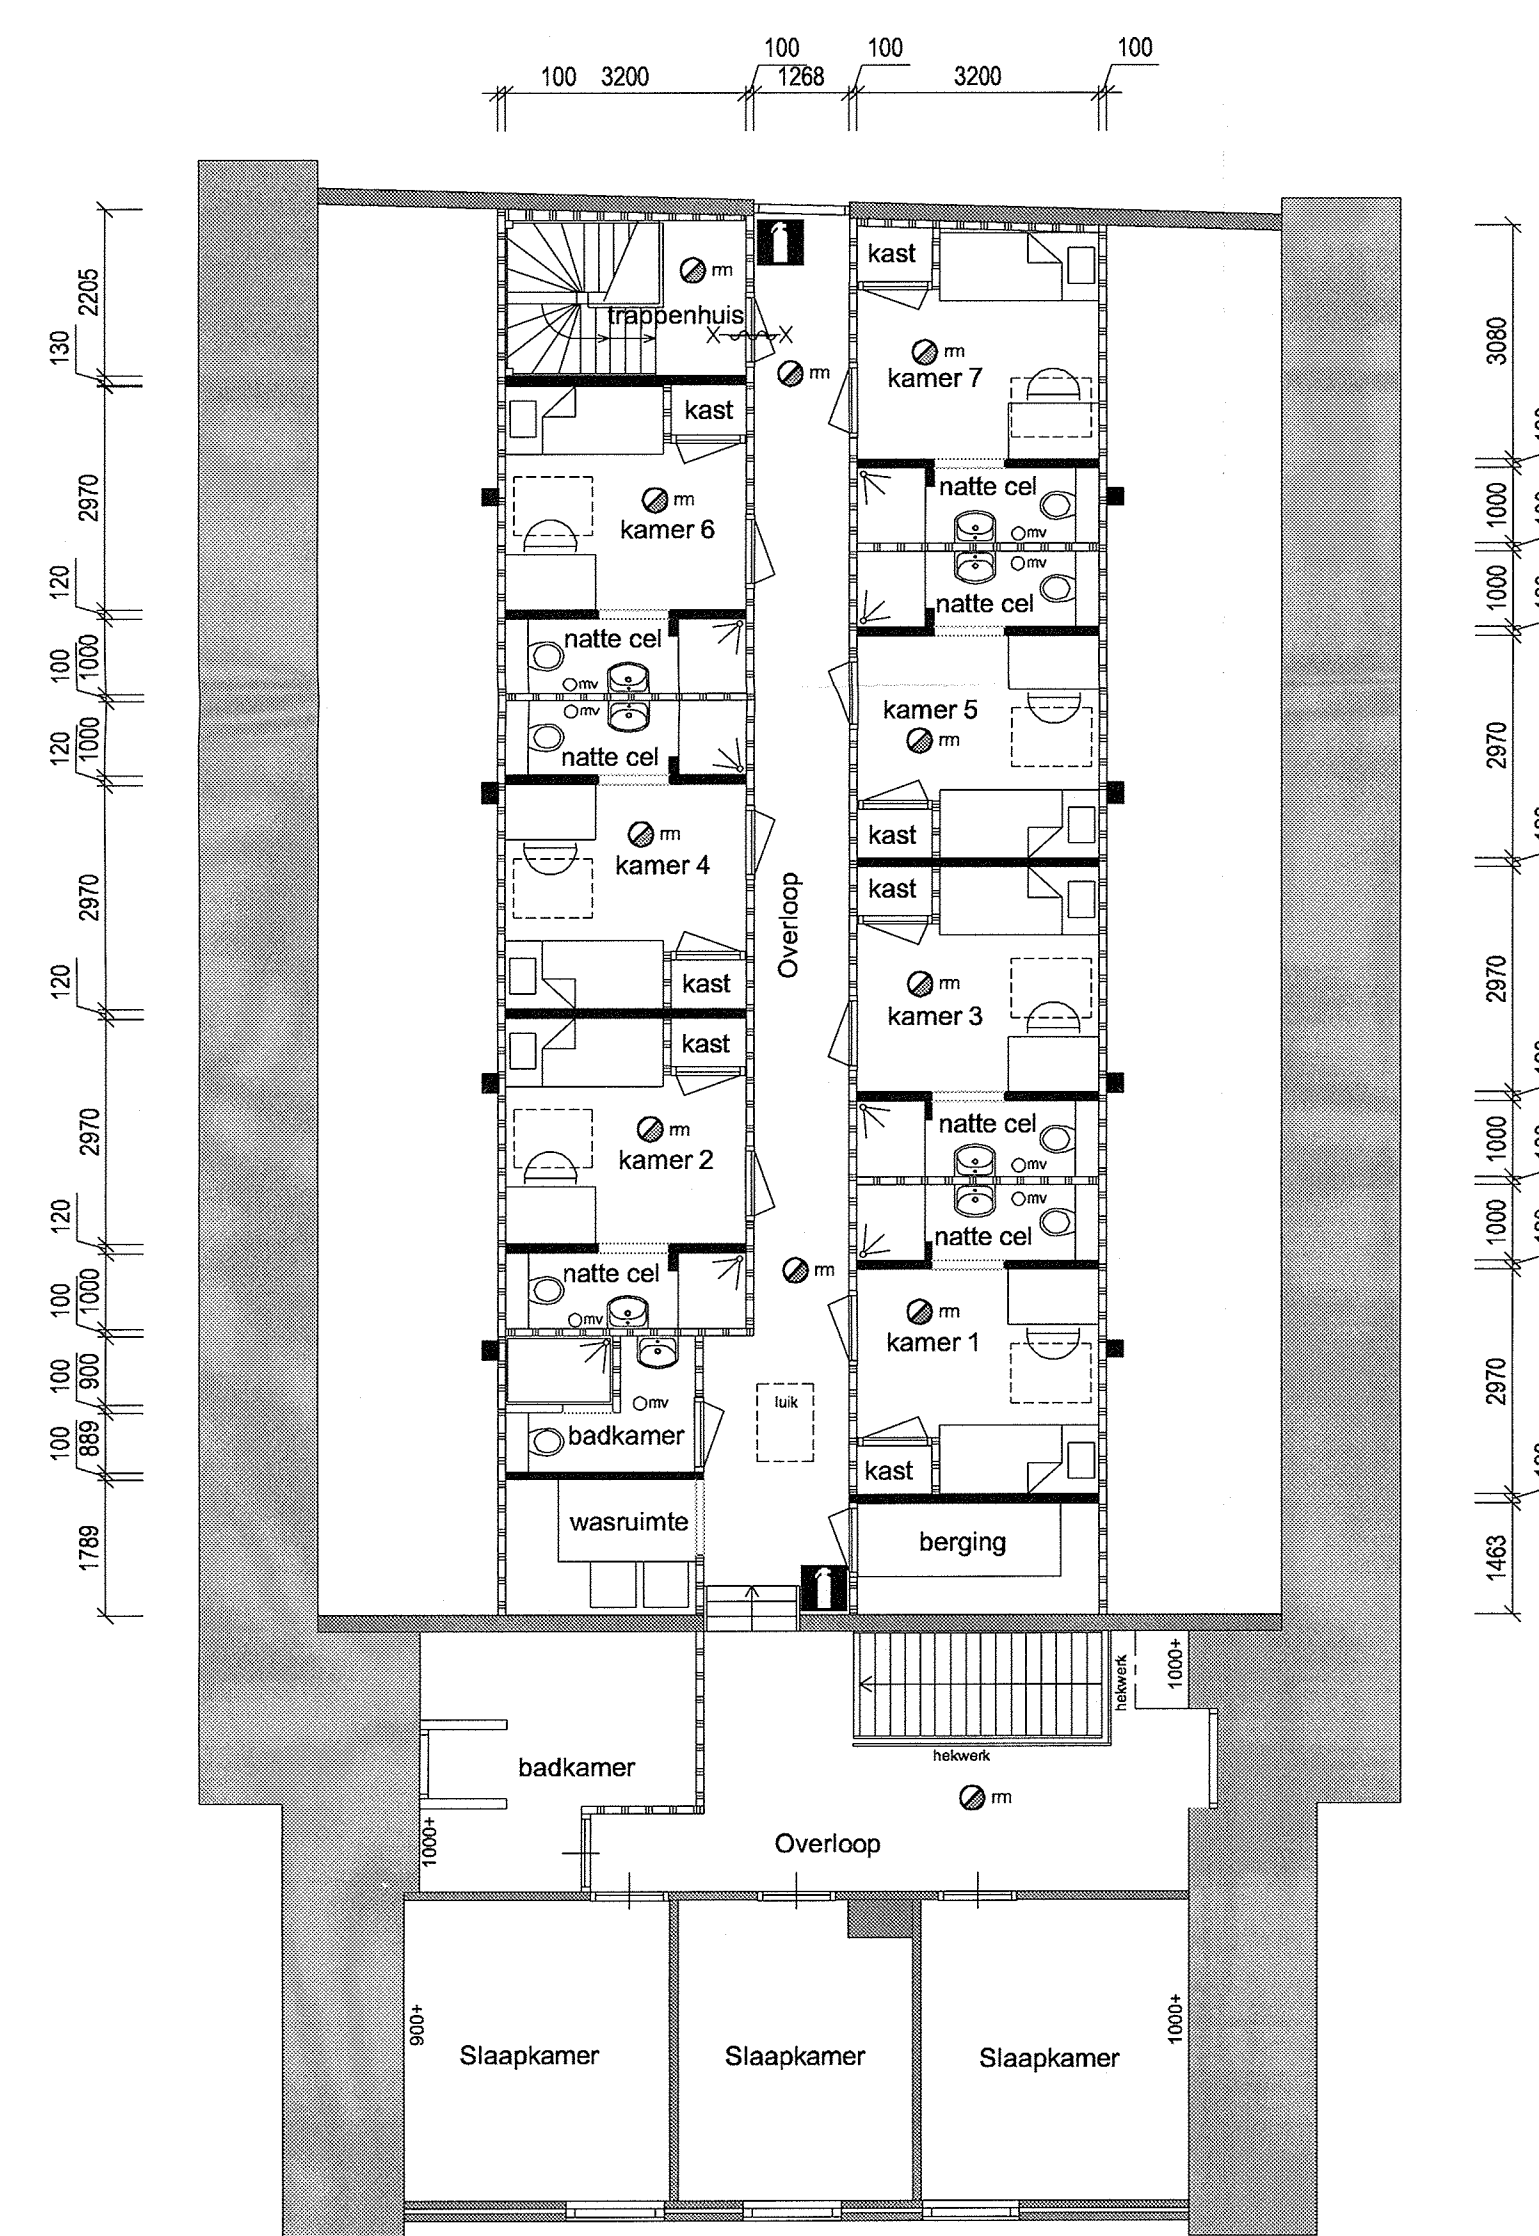 100 100 100
100 3200 1268 3200
2205
130
2970
120
100 1000
120 1000
2970
120
2970
120
100 1000
100 900
100 889
1789
trappenhuis
rm
kast
rm
kamer 6
natte cel
mv
mv
natte cel
rm
kamer 4
kast
kast
rm
kamer 2
natte cel
mv
mv
badkamer
wasruimte
rm
Overloop
rm
luik
kast
rm
kamer 7
natte cel
mv
mv
natte cel
kamer 5
rm
kast
kast
rm
kamer 3
natte cel
mv
mv
natte cel
rm
kamer 1
kast
berging
3080
1000
1000
2970
2970
1000
1000
2970
1463
hekwerk
1000+
hekwerk
badkamer
rm
1000+
Overloop
900+
Slaapkamer
Slaapkamer
Slaapkamer
1000+